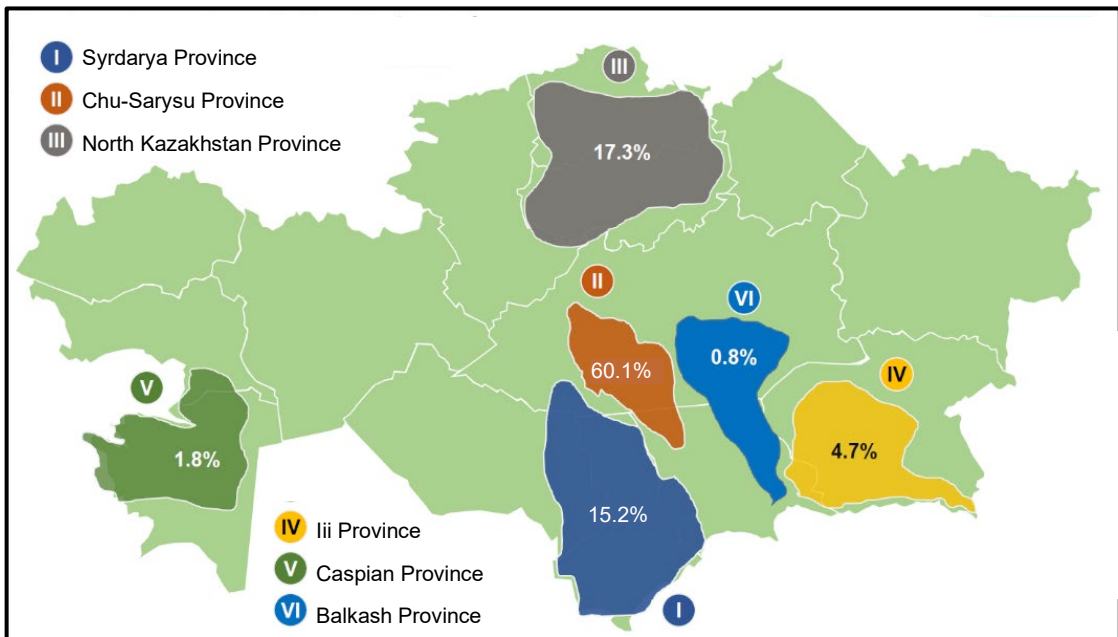 I Syrdarya Province
II Chu-Sarysu Province
III North Kazakhstan Province
III
17.3%
II
VI
60.1%
0.8%
IV
V
1.8%
4.7%
15.2%
I
IV Iii Province
V Caspian Province
VI Balkash Province